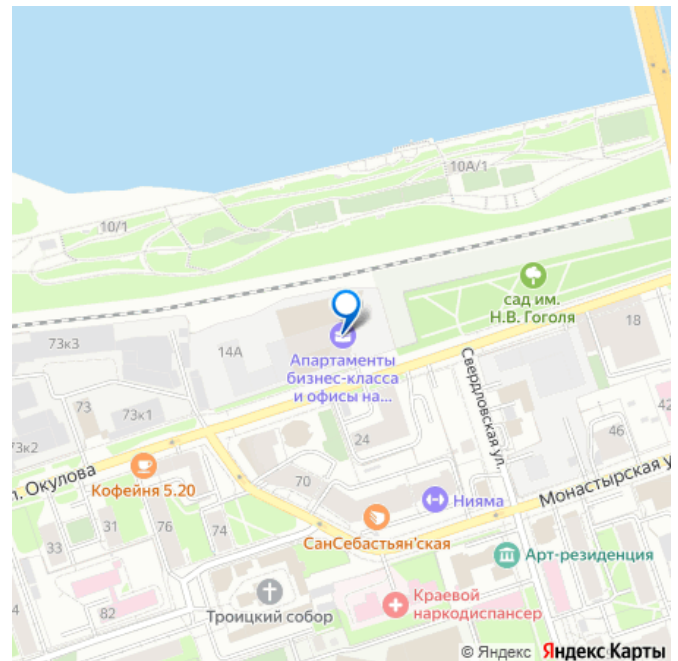 10А/1
10/1
сад им.
Н.В. Гоголя
18
73к3
14А
Апартаменты
бизнес-класса
и офисы на...
Свердловская ул.
73
73к1
42
46
24
73к2
л. Окулова
Кофейня 5.20
70
Нияма
Монастырская у
31
76
74
СанСебастьян'ская
33
Арт-резиденция
4
82
Троицкий собор
Краевой
наркодиспансер
© Яндекс Яндекс Карты